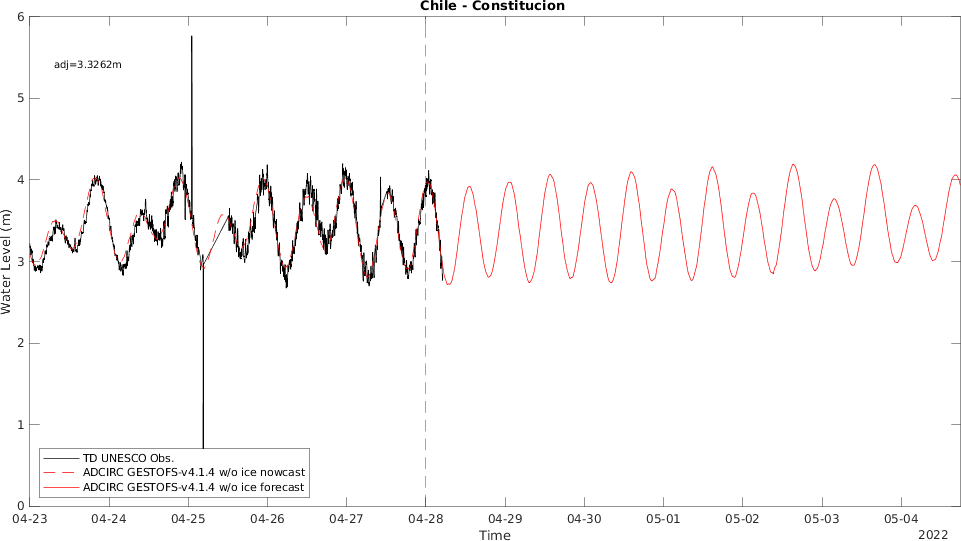 Chile - Constitucion
adj=3.3262m
Water Level (m)
6
5
4
3
2
1
0
TD UNESCO Obs.
ADCIRC GESTOFS-v4.1.4 w/o ice nowcast
ADCIRC GESTOFS-v4.1.4 w/o ice forecast
04-23 04-24 04-25 04-26 04-27 04-28 04-29 04-30 05-01 05-02 05-03 05-04
Time
2022